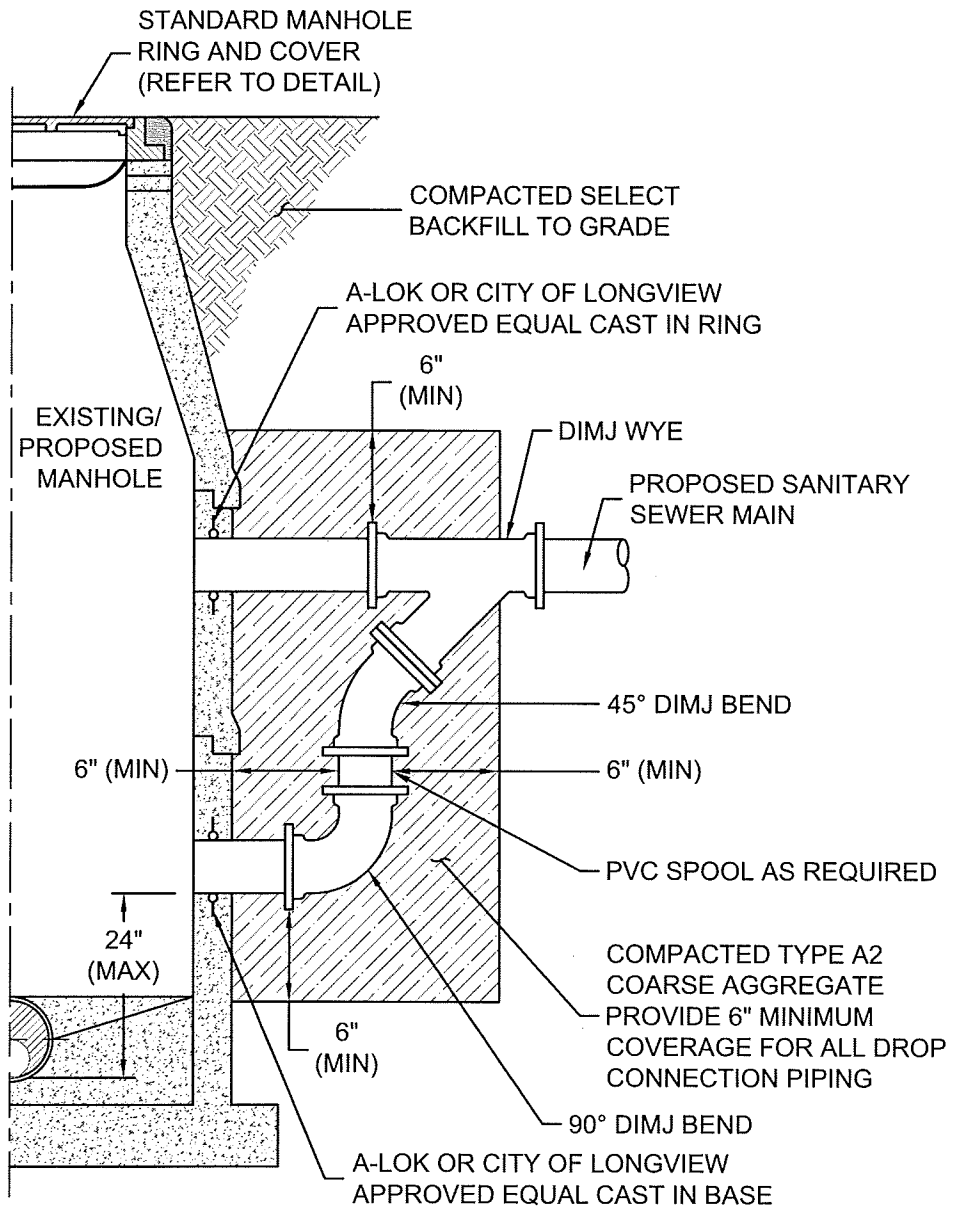 STANDARD MANHOLE
RING AND COVER
(REFER TO DETAIL)
COMPACTED SELECT
BACKFILL TO GRADE
A-LOK OR CITY OF LONGVIEW
APPROVED EQUAL CAST IN RING
6"
(MIN)
EXISTING/
PROPOSED
MANHOLE
DIMJ WYE
PROPOSED SANITARY
SEWER MAIN
45° DIMJ BEND
6" (MIN)
6" (MIN)
PVC SPOOL AS REQUIRED
24"
(MAX)
COMPACTED TYPE A2
COARSE AGGREGATE
PROVIDE 6" MINIMUM
COVERAGE FOR ALL DROP
CONNECTION PIPING
6"
(MIN)
90° DIMJ BEND
A-LOK OR CITY OF LONGVIEW
APPROVED EQUAL CAST IN BASE